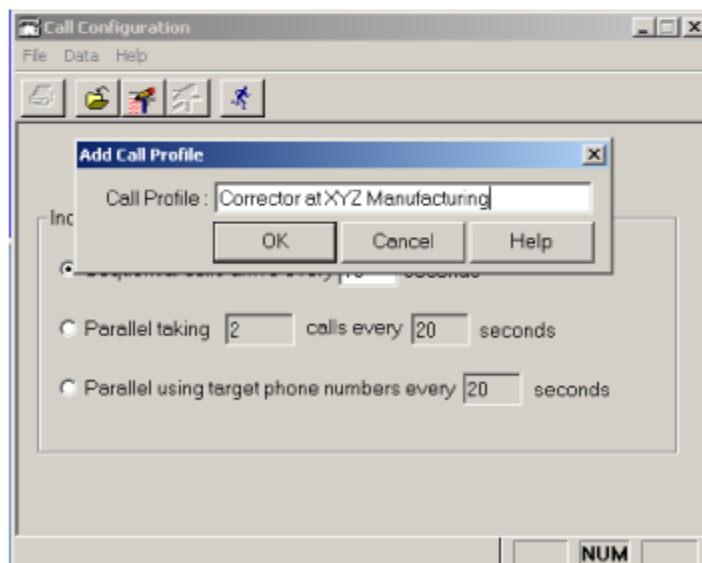 Call Configuration
File Data Help
Add Call Profile
Call Profile : Corrector at XYZ Manufacturing
OK Cancel Help
Parallel taking 2 calls every 20 seconds
Parallel using target phone numbers every 20 seconds
NUM